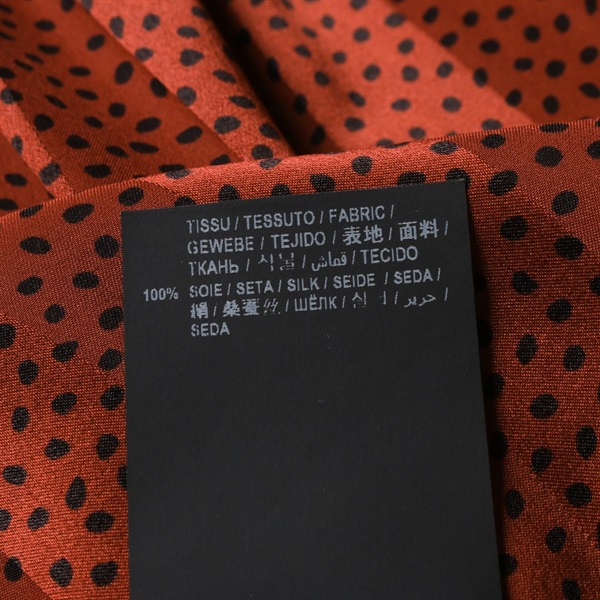 TISSU / TESSUTO / FABRIC /
GEWEBE / TEJIDO / 表地 / 面料 /
ТКАНЬ / 직물 / قماش / TECIDO
100% SOIE / SETA / SILK / SEIDE / SEDA /
絹 / 桑蚕丝 / ШЁЛК / 실크 / حرير /
SEDA